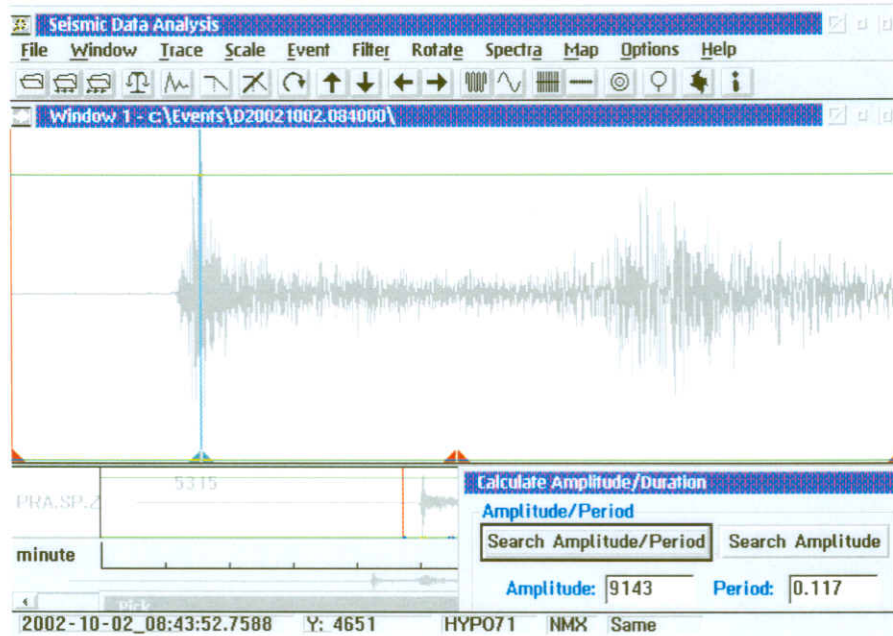 Seismic Data Analysis
File Window Trace Scale Event Filter Rotate Spectra Map Options Help
Window 1 - c:\Events\D20021002.084000\
5315
PRA.SP.Z
Calculate Amplitude/Duration
Amplitude/Period
Search Amplitude/Period Search Amplitude
minute
Amplitude: 9143 Period: 0.117
Pick
2002-10-02_08:43:52.7588 Y: 4651 HYPO71 NMX Same